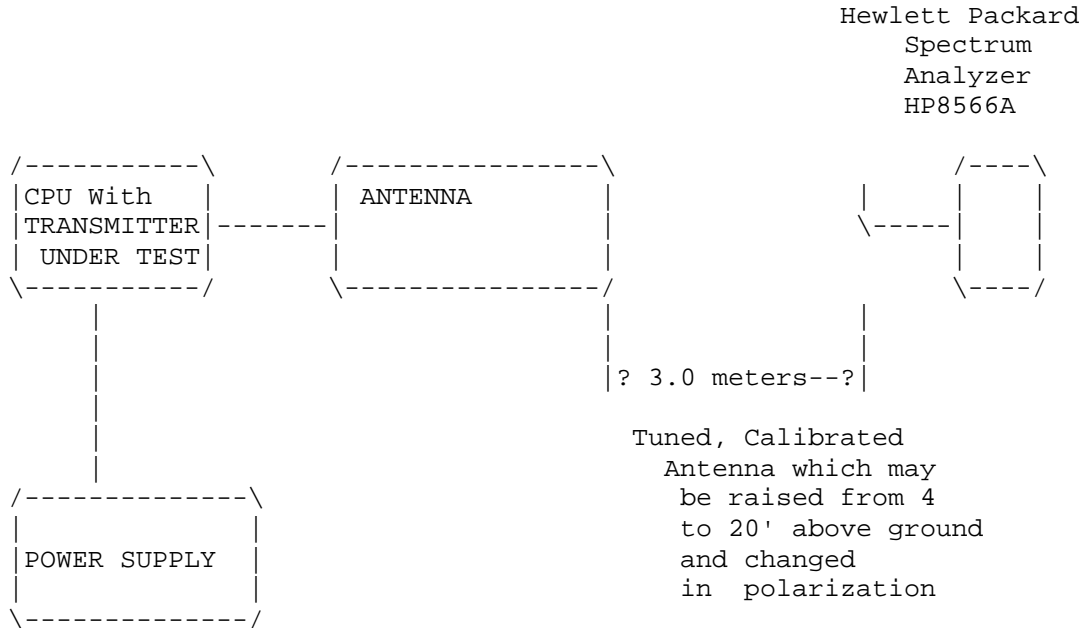 Hewlett Packard
Spectrum
Analyzer
HP8566A
CPU With
TRANSMITTER
UNDER TEST
ANTENNA
? 3.0 meters--?
Tuned, Calibrated
Antenna which may
be raised from 4
to 20' above ground
and changed
in polarization
POWER SUPPLY